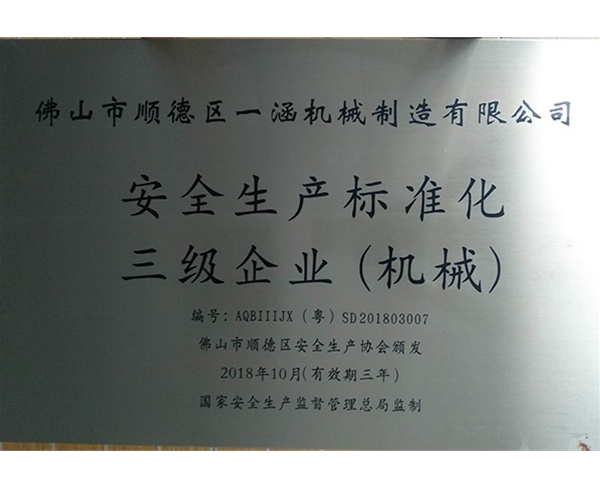 佛山市顺德区一涵机械制造有限公司
安全生产标准化
三级企业(机械)
编号：AQBIIIJX（粤）SD201803007
佛山市顺德区安全生产协会颁发
2018年10月(有效期三年)
国家安全生产监督管理总局监制